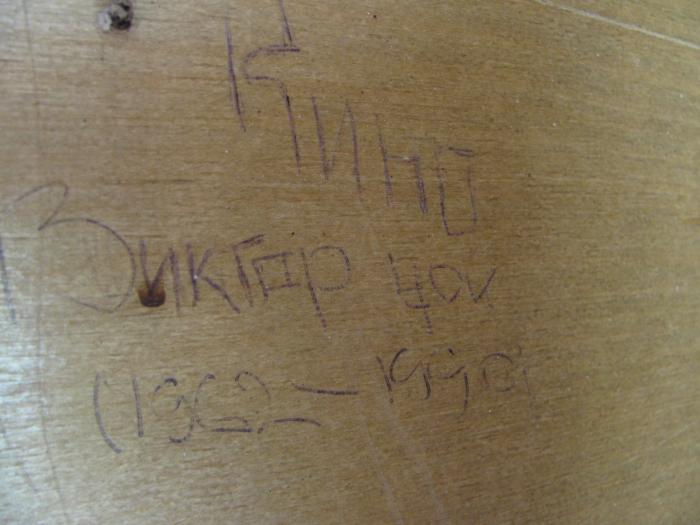 Кино
Виктор Цой
(1962-1990